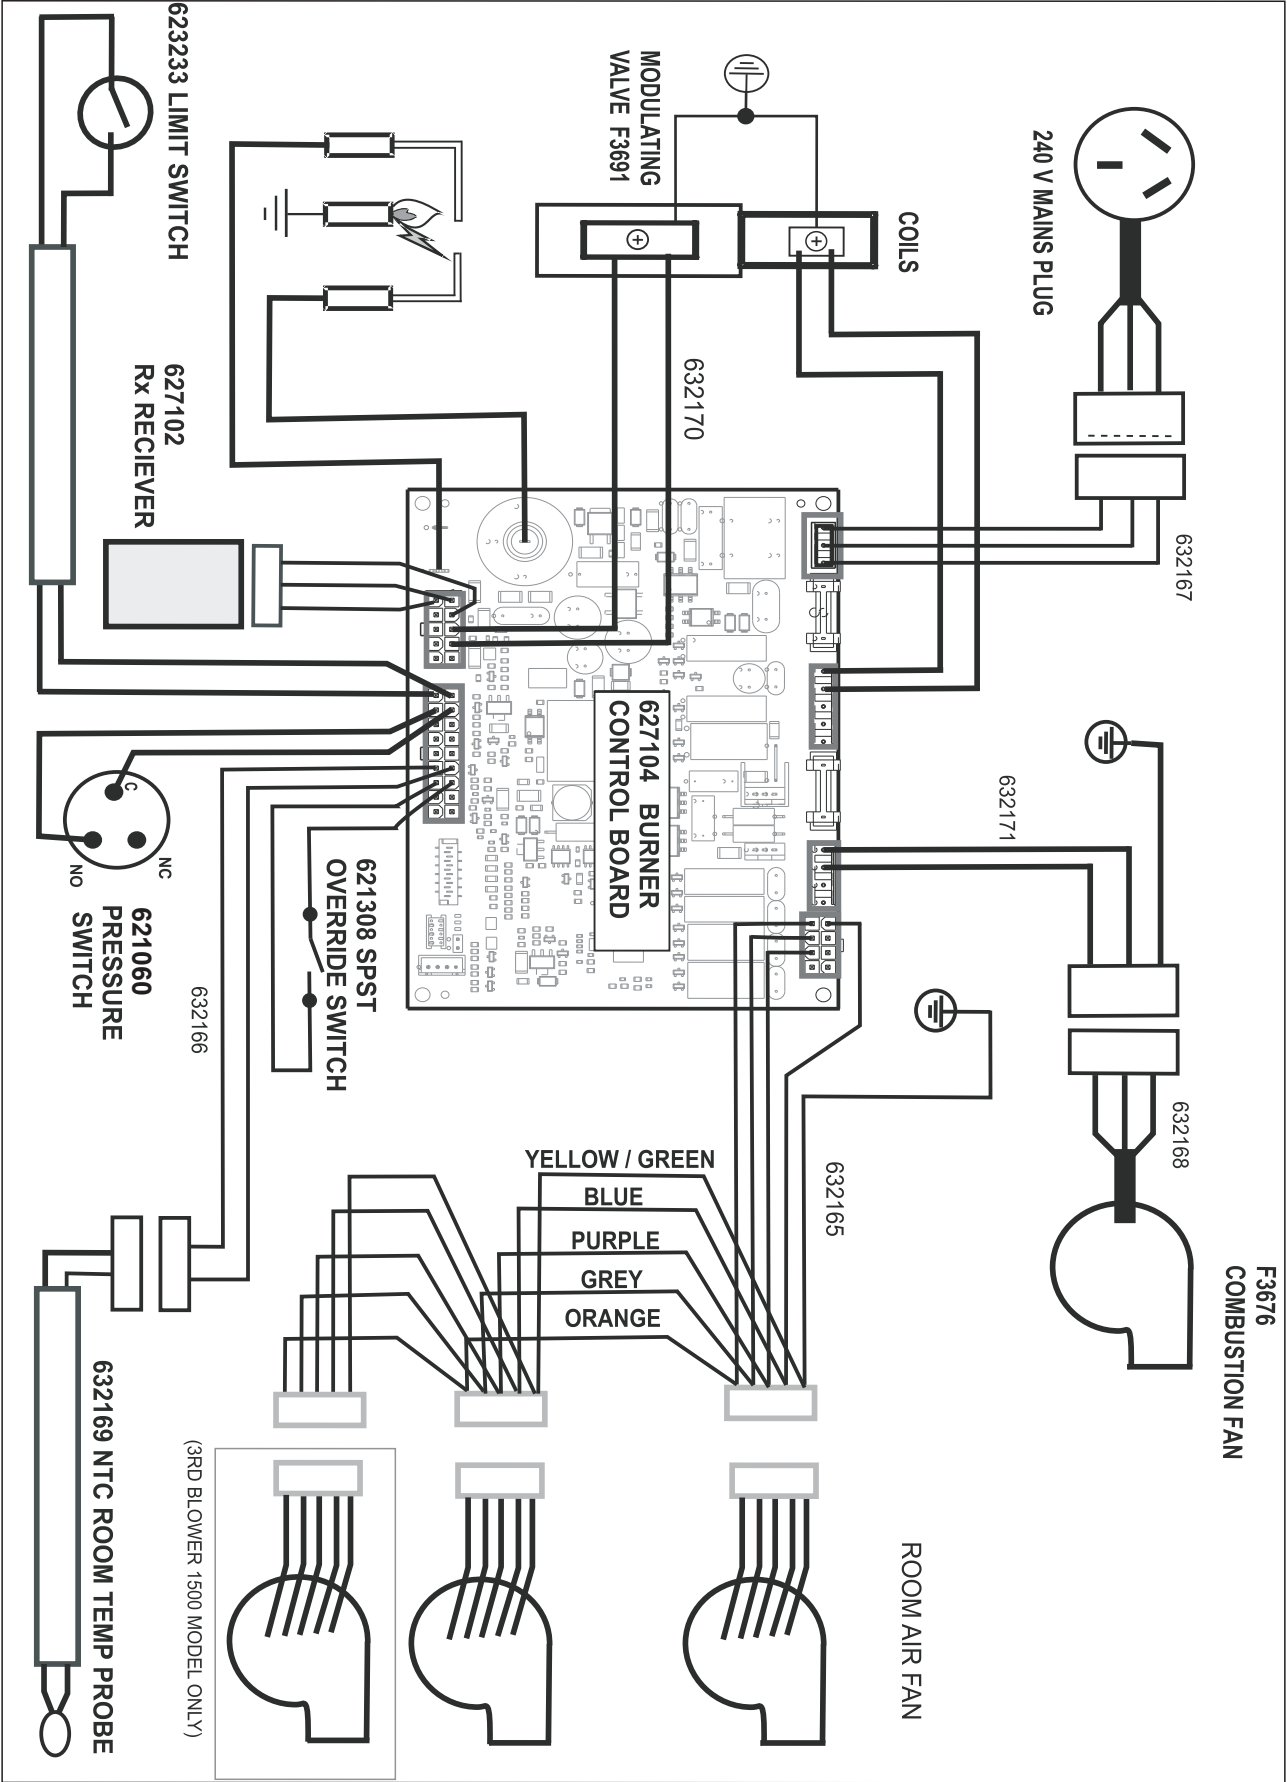 240 V MAINS PLUG
632167
632171
632168
F3676
COMBUSTION FAN
COILS
MODULATING
VALVE F3691
632170
627104 BURNER
CONTROL BOARD
632165
ROOM AIR FAN
YELLOW / GREEN
BLUE
PURPLE
GREY
ORANGE
623233 LIMIT SWITCH
627102
Rx RECIEVER
C
NO
NC
621060
PRESSURE
SWITCH
621308 SPST
OVERRIDE SWITCH
632166
632169 NTC ROOM TEMP PROBE
(3RD BLOWER 1500 MODEL ONLY)